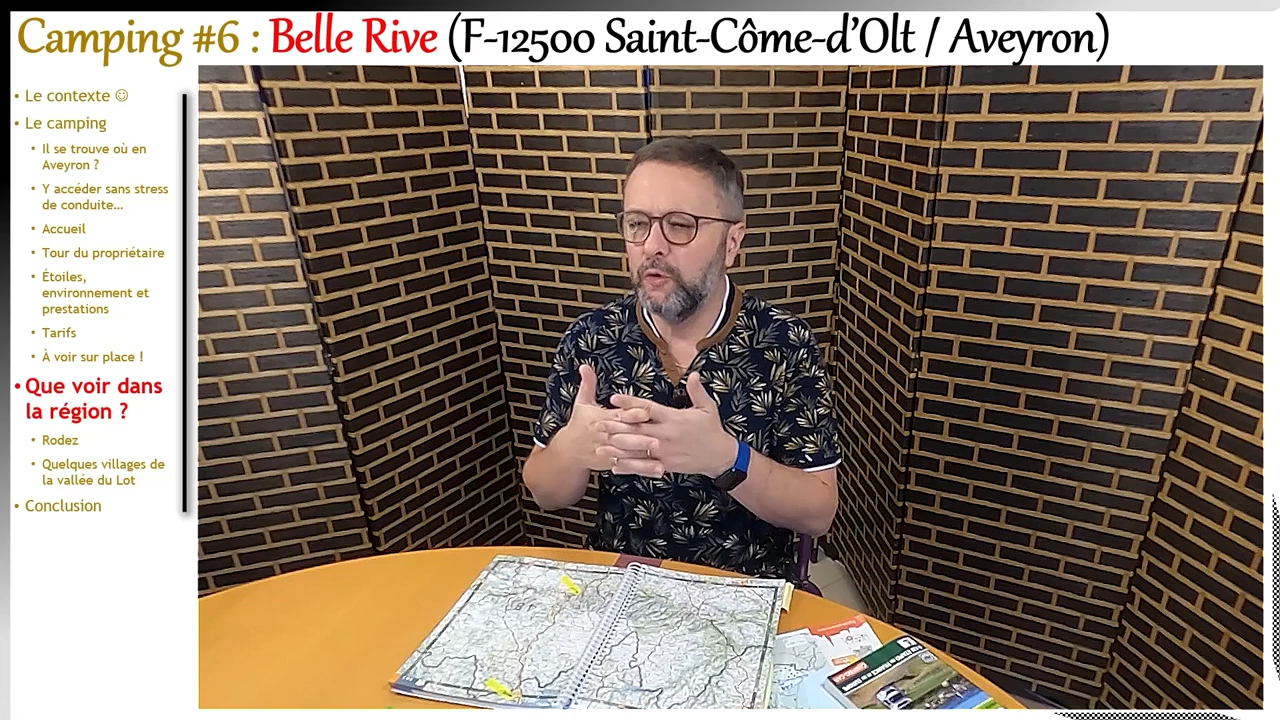 Camping #6 : Belle Rive (F-12500 Saint-Côme-d’Olt / Aveyron)
• Le contexte ☺
• Le camping
• Il se trouve où en
Aveyron ?
• Y accéder sans stress
de conduite…
• Accueil
• Tour du propriétaire
• Étoiles,
environnement et
prestations
• Tarifs
• À voir sur place !
• Que voir dans
la région ?
• Rodez
• Quelques villages de
la vallée du Lot
• Conclusion